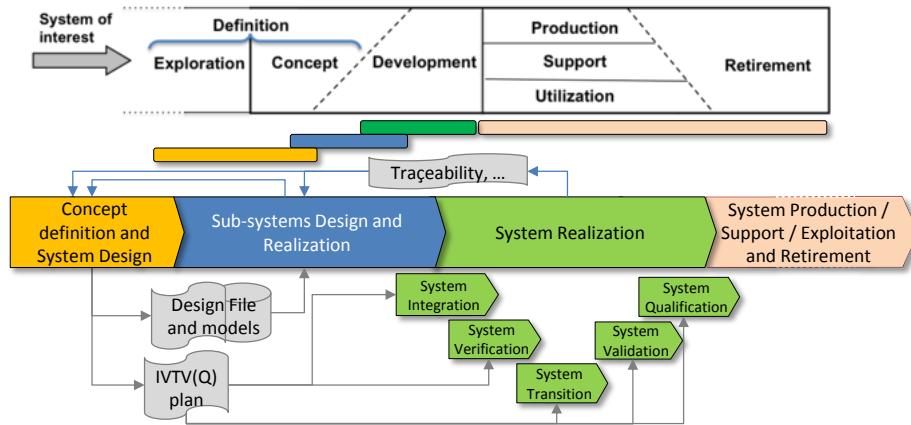 System of
interest
Definition
Exploration
Concept
Development
Production
Support
Utilization
Retirement
Traçeability, ...
Concept
definition and
System Design
Sub-systems Design and
Realization
System Realization
System Production /
Support / Exploitation
and Retirement
Design File
and models
IVTV(Q)
plan
System
Integration
System
Verification
System
Transition
System
Validation
System
Qualification